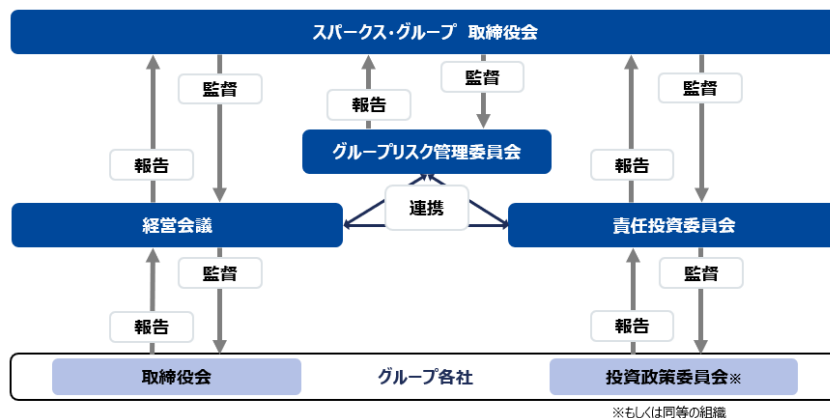 スパークス・グループ 取締役会
監督
監督
監督
報告
グループリスク管理委員会
報告
報告
連携
経営会議
責任投資委員会
監督
監督
報告
報告
取締役会
グループ各社
投資政策委員会※
※もしくは同等の組織